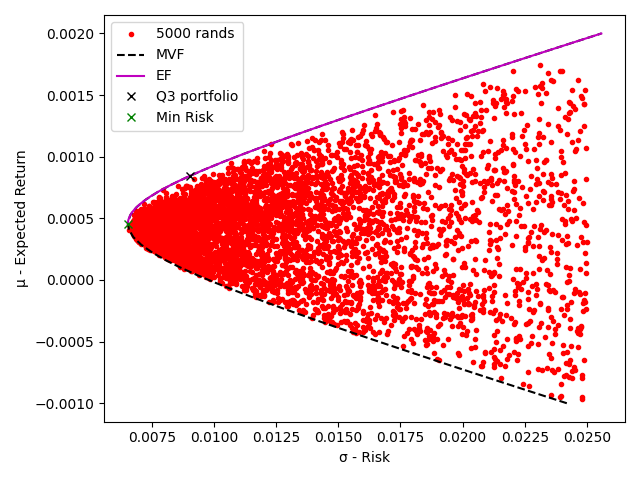 5000 rands
MVF
EF
Q3 portfolio
Min Risk
0.0020
0.0015
0.0010
0.0005
0.0000
−0.0005
−0.0010
μ - Expected Return
0.0075 0.0100 0.0125 0.0150 0.0175 0.0200 0.0225 0.0250
σ - Risk